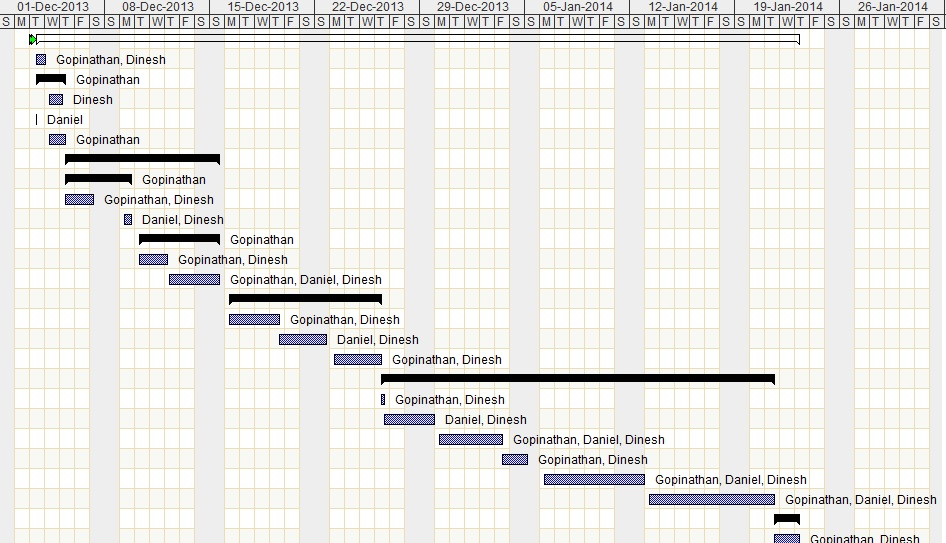 01-Dec-2013 08-Dec-2013 15-Dec-2013 22-Dec-2013 29-Dec-2013 05-Jan-2014 12-Jan-2014 19-Jan-2014 26-Jan-2014
S M T W T F S S M T W T F S S M T W T F S S M T W T F S S M T W T F S S M T W T F S S M T W T F S S M T W T F S S M T W T F S
Gopinathan, Dinesh
Gopinathan
Dinesh
Daniel
Gopinathan
Gopinathan
Gopinathan, Dinesh
Daniel, Dinesh
Gopinathan
Gopinathan, Dinesh
Gopinathan, Daniel, Dinesh
Gopinathan, Dinesh
Daniel, Dinesh
Gopinathan, Dinesh
Gopinathan, Dinesh
Daniel, Dinesh
Gopinathan, Daniel, Dinesh
Gopinathan, Dinesh
Gopinathan, Daniel, Dinesh
Gopinathan, Daniel, Dinesh
Gopinathan, Dinesh